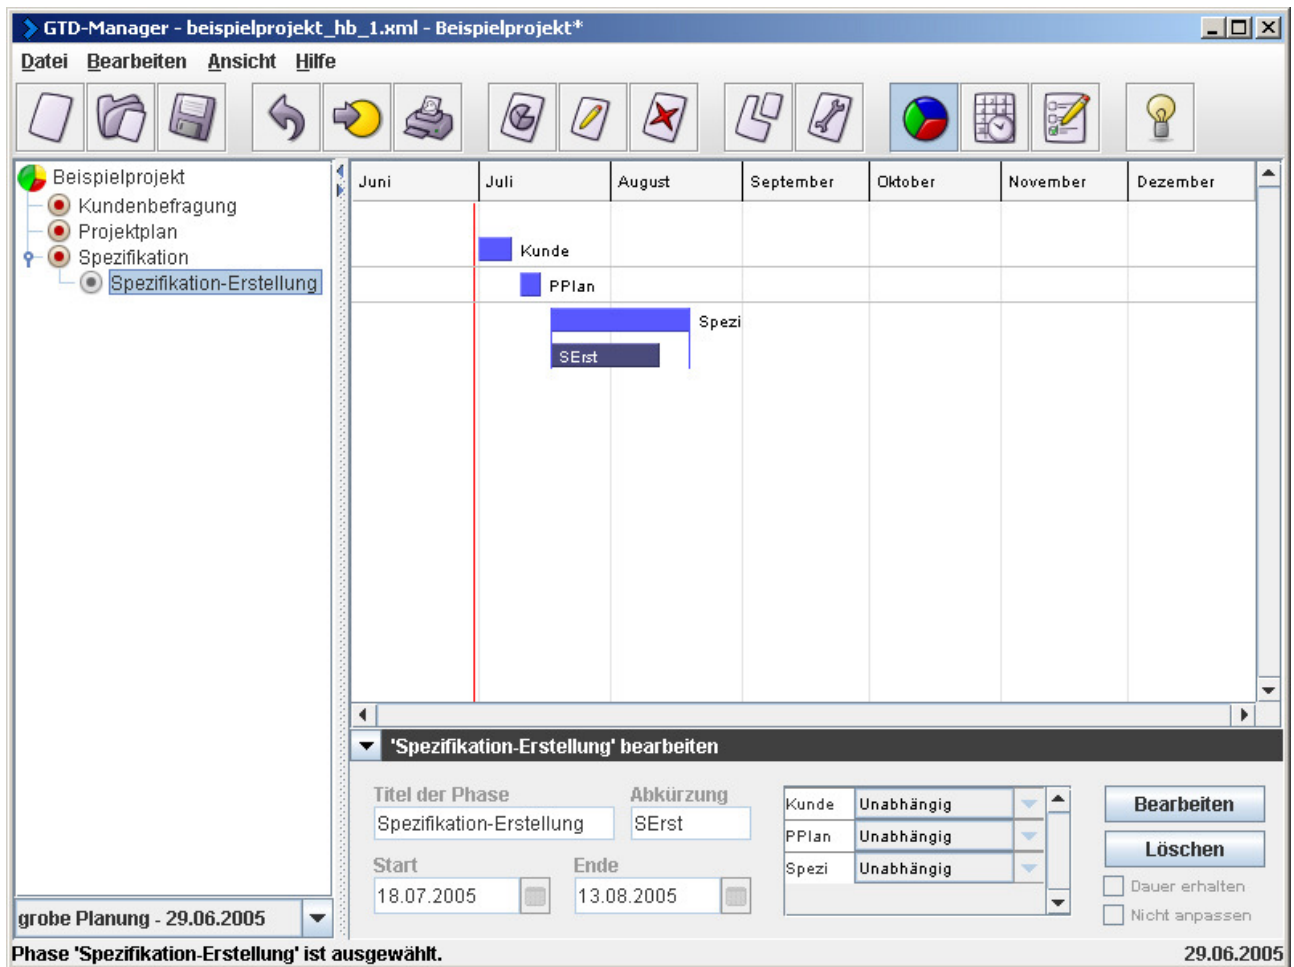 GTD-Manager - beispielprojekt_hb_1.xml - Beispielprojekt*
Datei Bearbeiten Ansicht Hilfe
Beispielprojekt
Kundenbefragung
Projektplan
Spezifikation
Spezifikation-Erstellung
grobe Planung - 29.06.2005
Juni Juli August September Oktober November Dezember
Kunde
PPlan
Spezi
SErst
'Spezifikation-Erstellung' bearbeiten
Titel der Phase Abkürzung
Spezifikation-Erstellung SErst
Start Ende
18.07.2005 13.08.2005
Kunde Unabhängig
PPlan Unabhängig
Spezi Unabhängig
Bearbeiten
Löschen
Dauer erhalten
Nicht anpassen
Phase 'Spezifikation-Erstellung' ist ausgewählt. 29.06.2005